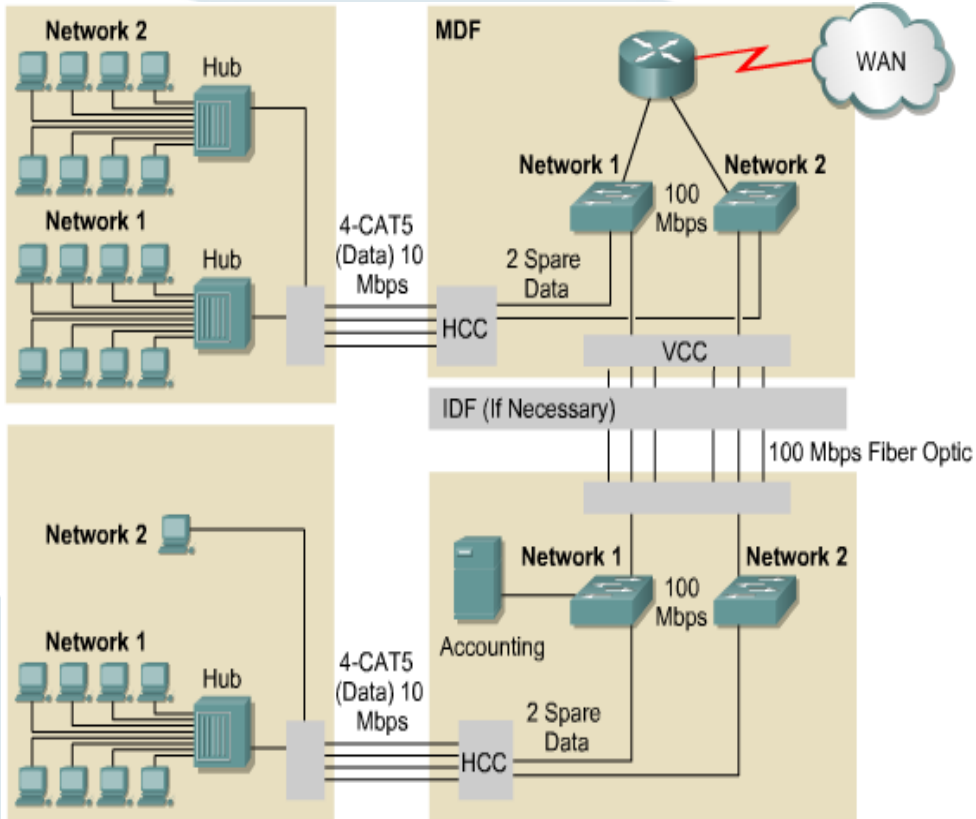 Network 2
Hub
Network 1
Hub
4-CAT5
(Data) 10
Mbps
MDF
WAN
Network 1
Network 2
100
Mbps
2 Spare
Data
HCC
VCC
IDF (If Necessary)
100 Mbps Fiber Optic
Network 2
Network 1
Hub
4-CAT5
(Data) 10
Mbps
Network 1
Network 2
100
Mbps
Accounting
2 Spare
Data
HCC